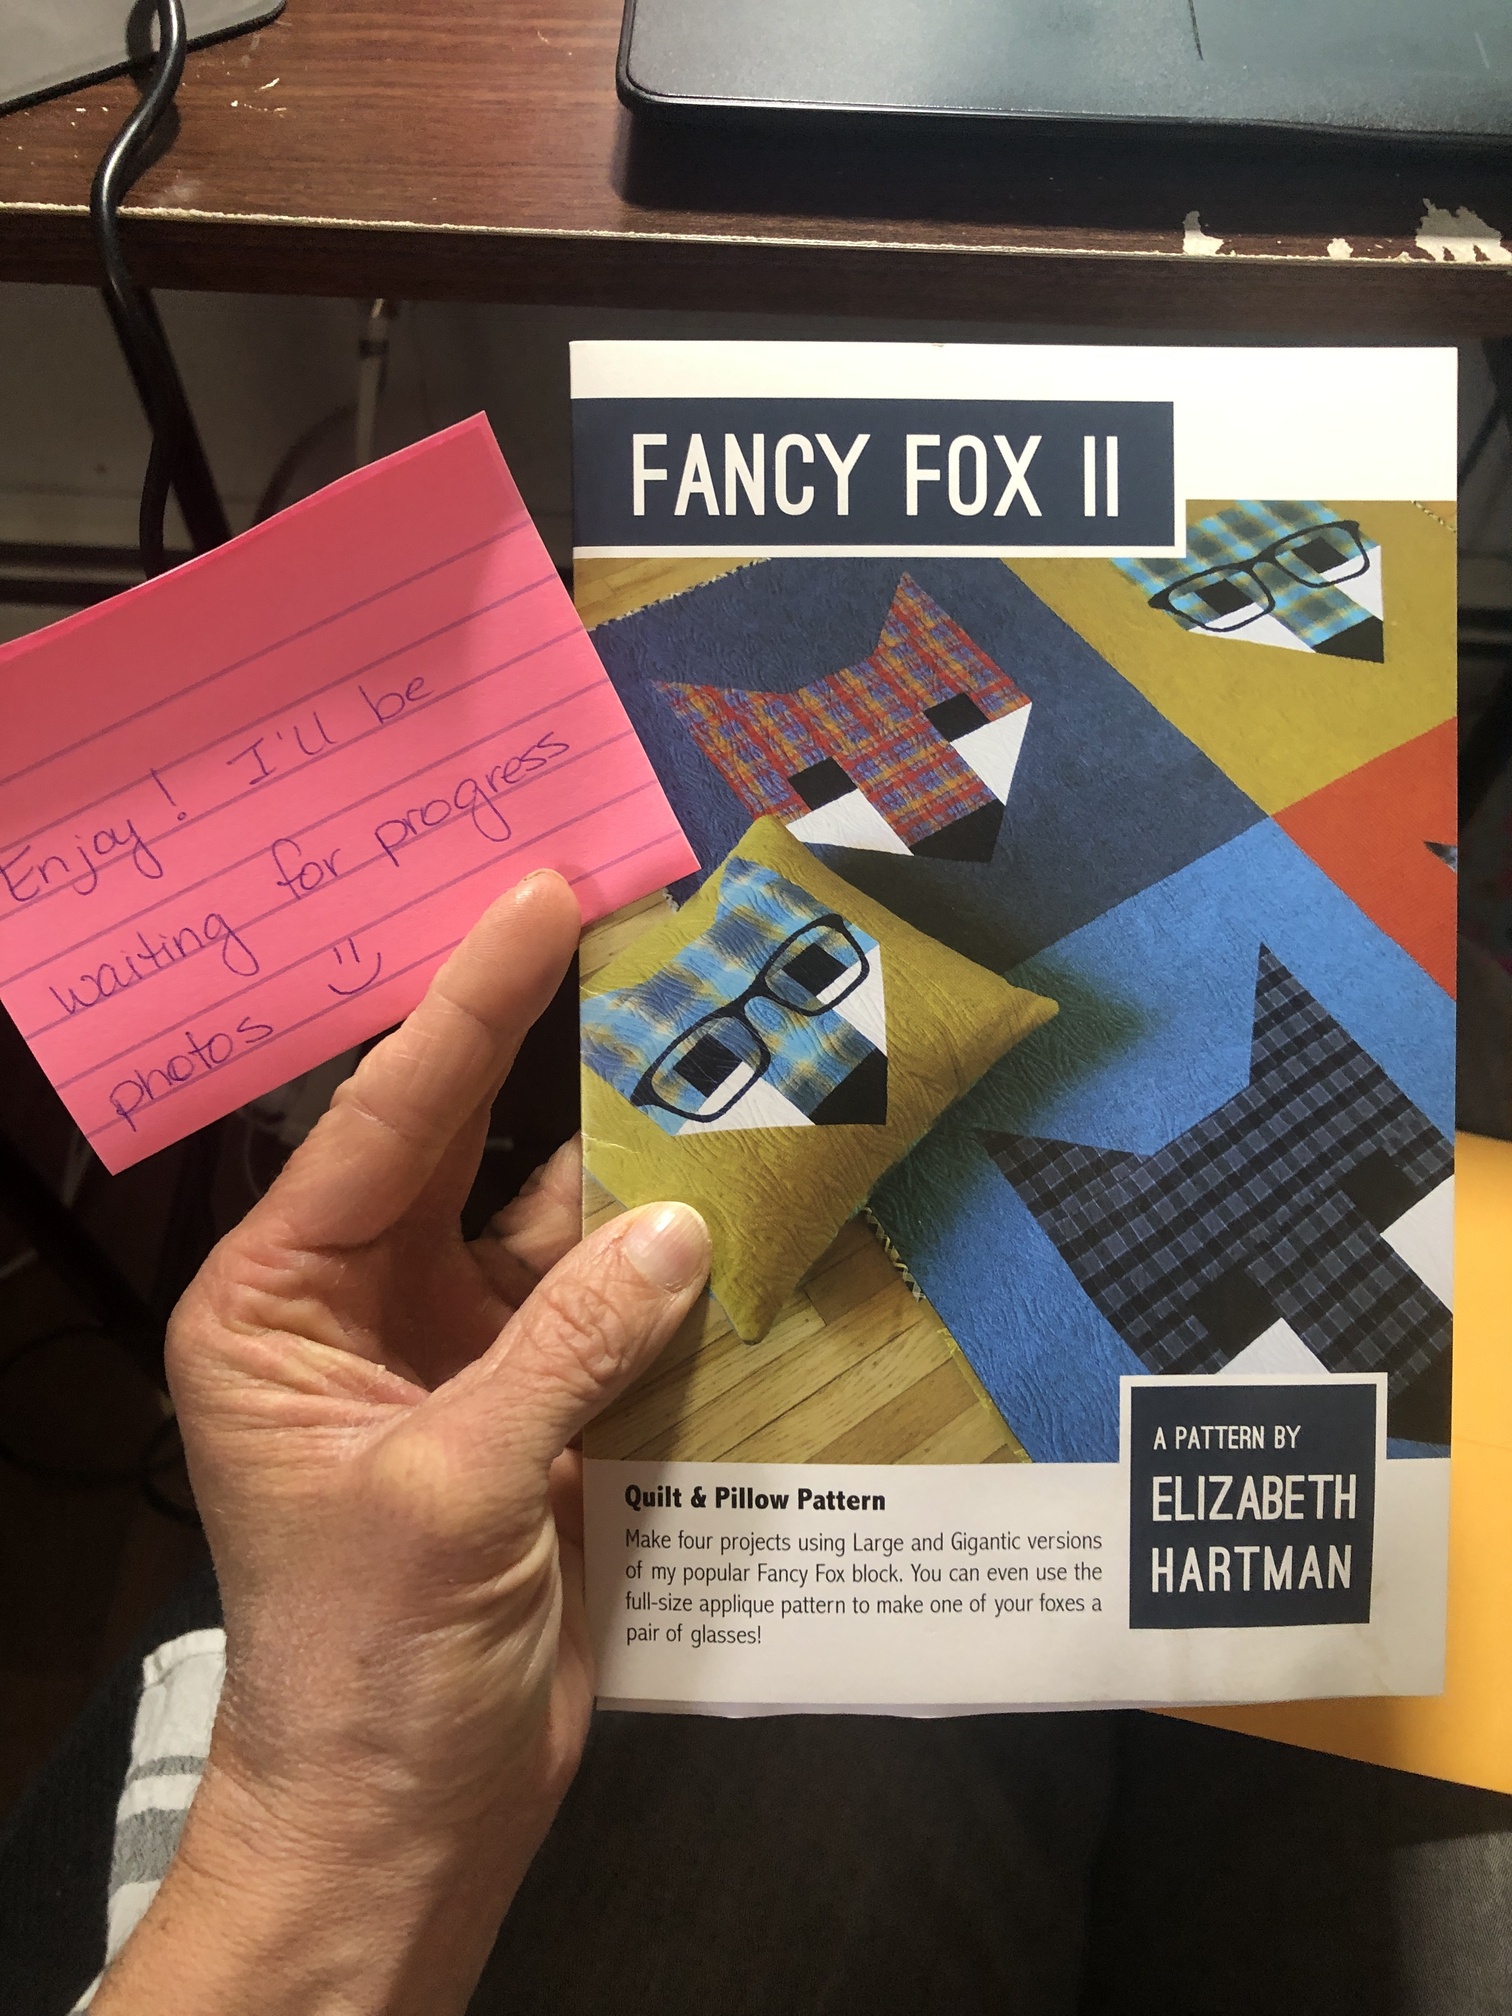 Enjoy! I'll be
waiting for progress
photos
FANCY FOX II
Quilt & Pillow Pattern
Make four projects using Large and Gigantic versions
of my popular Fancy Fox block. You can even use the
full-size applique pattern to make one of your foxes a
pair of glasses!
A PATTERN BY
ELIZABETH
HARTMAN